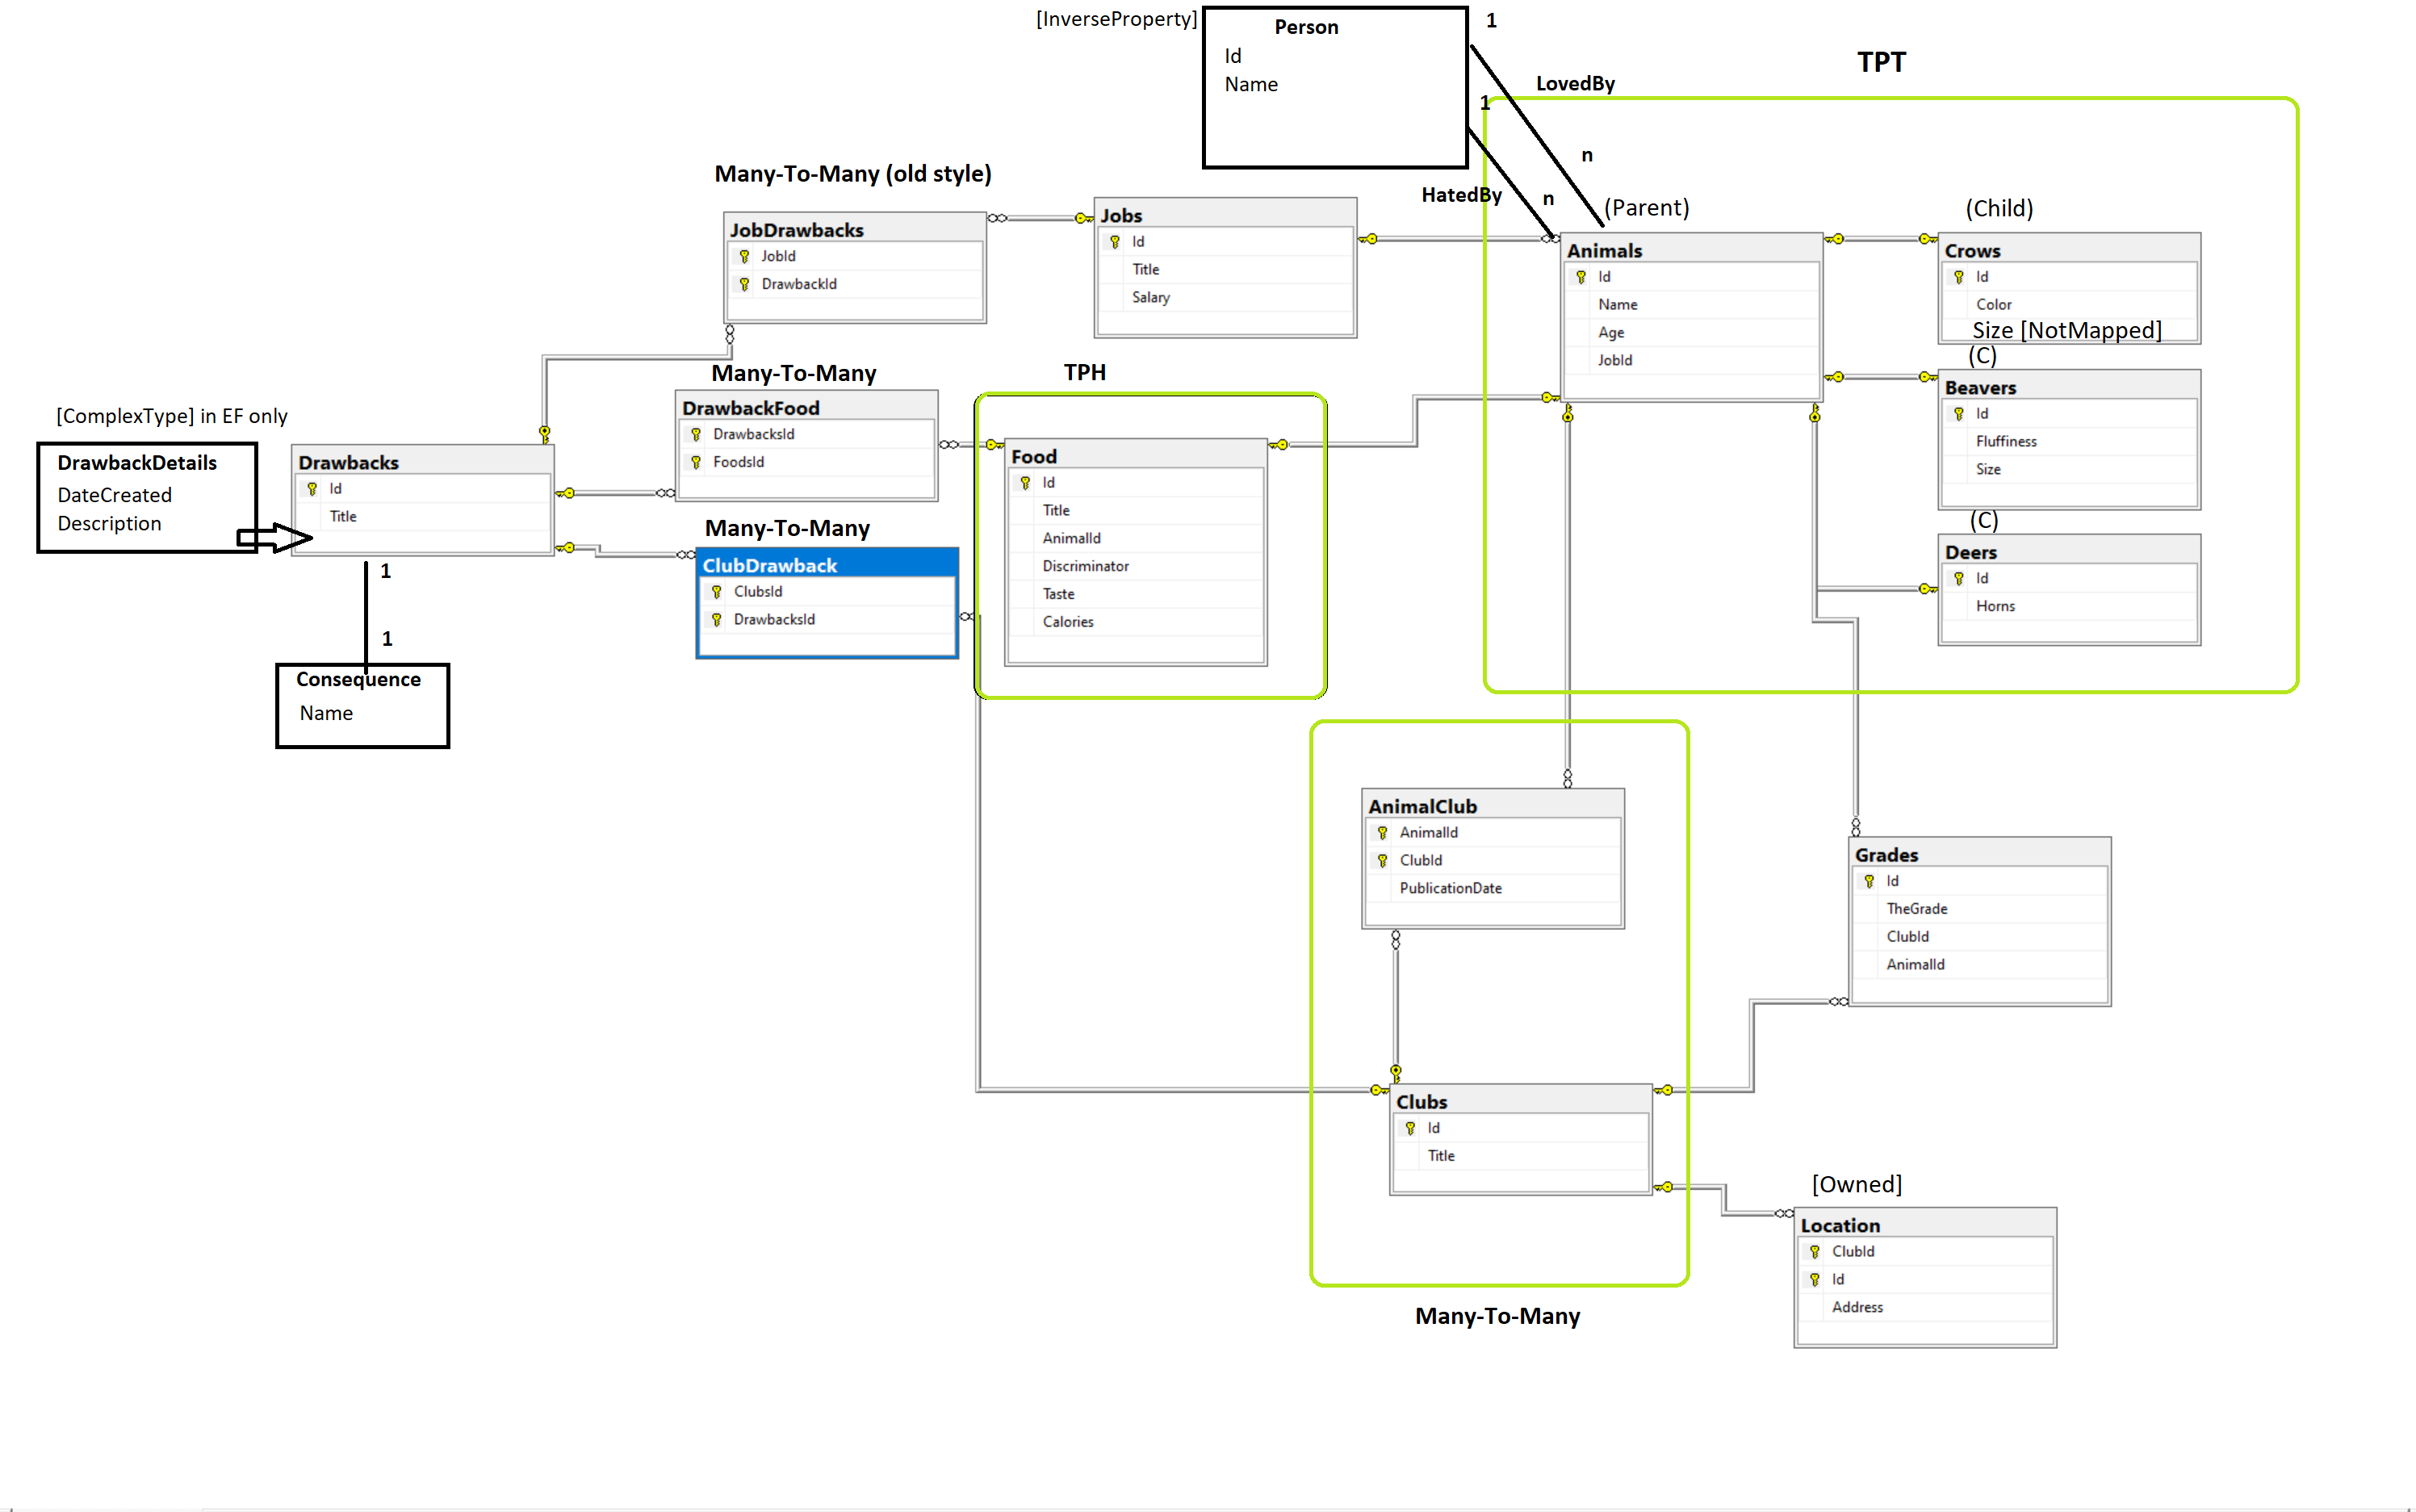 [InverseProperty]
Person
Id
Name
1
1
LovedBy
n
HatedBy
n
TPT
Many-To-Many (old style)
JobDrawbacks
JobId
DrawbackId
Jobs
Id
Title
Salary
(Parent)
Animals
Id
Name
Age
JobId
(Child)
Crows
Id
Color
Size [NotMapped]
(C)
Beavers
Id
Fluffiness
Size
(C)
Deers
Id
Horns
Many-To-Many
DrawbackFood
DrawbacksId
FoodsId
TPH
Food
Id
Title
AnimalId
Discriminator
Taste
Calories
[ComplexType] in EF only
DrawbackDetails
DateCreated
Description
Drawbacks
Id
Title
Many-To-Many
ClubDrawback
ClubsId
DrawbacksId
1
1
Consequence
Name
AnimalClub
AnimalId
ClubId
PublicationDate
Grades
Id
TheGrade
ClubId
AnimalId
Clubs
Id
Title
[Owned]
Location
ClubId
Id
Address
Many-To-Many